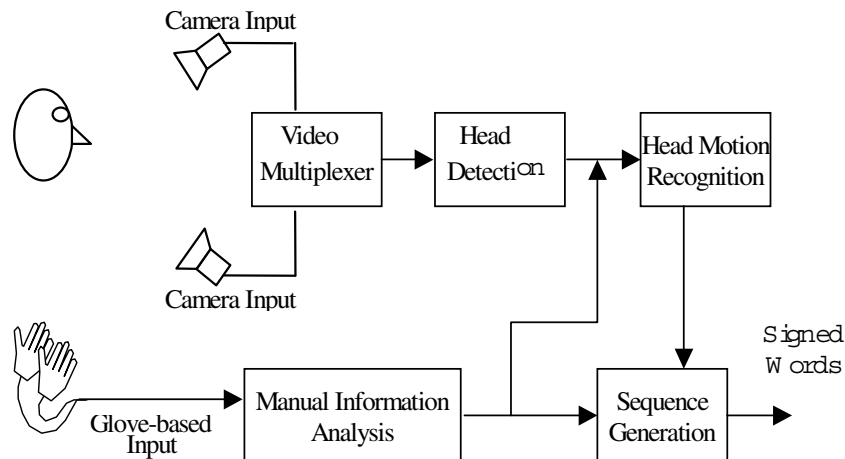 Camera Input
Video
Multiplexer
Head
Detection
Head Motion
Recognition
Camera Input
Signed
Words
Glove-based
Input
Manual Information
Analysis
Sequence
Generation